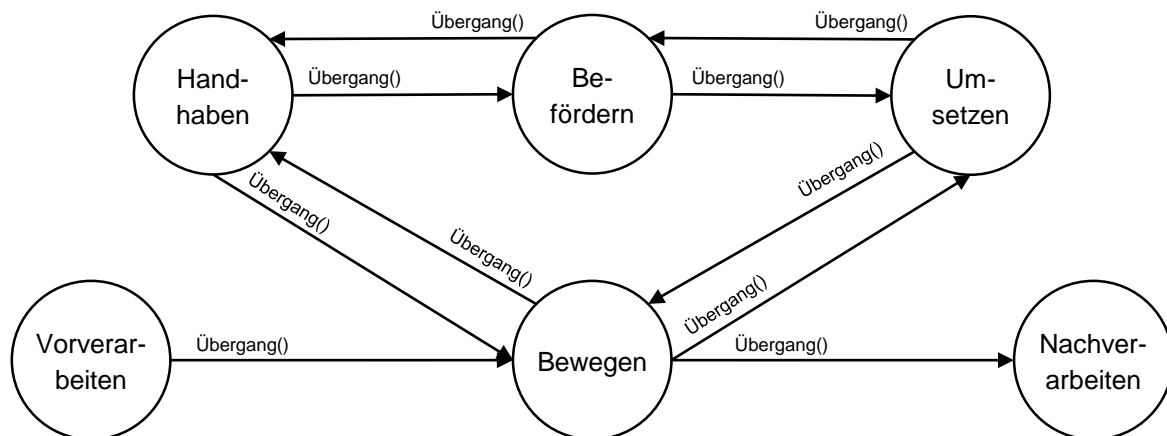 Übergang()
Übergang()
Hand-
haben
Übergang()
Be-
fördern
Übergang()
Um-
setzen
Übergang()
Übergang()
Übergang()
Übergang()
Vorverar-
beiten
Übergang()
Bewegen
Übergang()
Nachver-
arbeiten